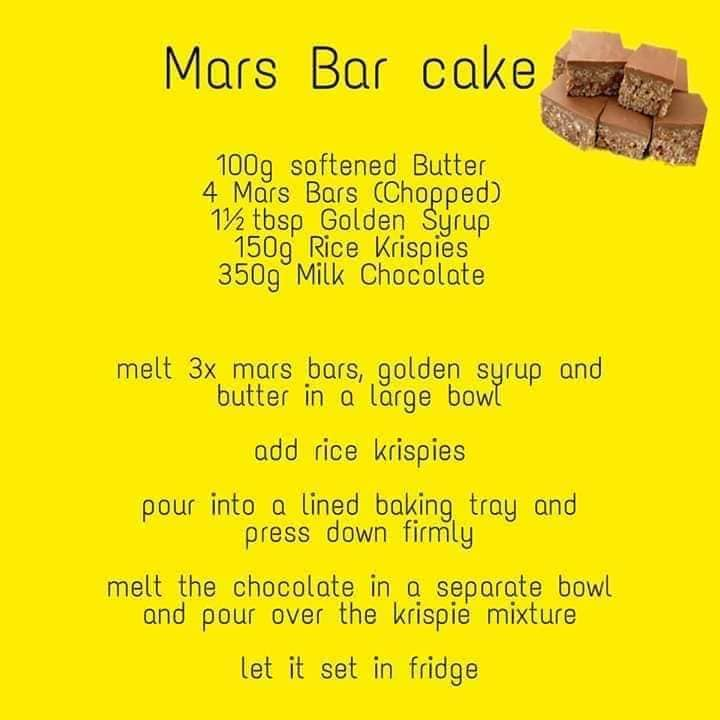 Mars Bar cake
100g softened Butter
4 Mars Bars (Chopped)
1½ tbsp Golden Syrup
150g Rice Krispies
350g Milk Chocolate
melt 3x mars bars, golden syrup and
butter in a large bowl
add rice krispies
pour into a lined baking tray and
press down firmly
melt the chocolate in a separate bowl
and pour over the krispie mixture
let it set in fridge